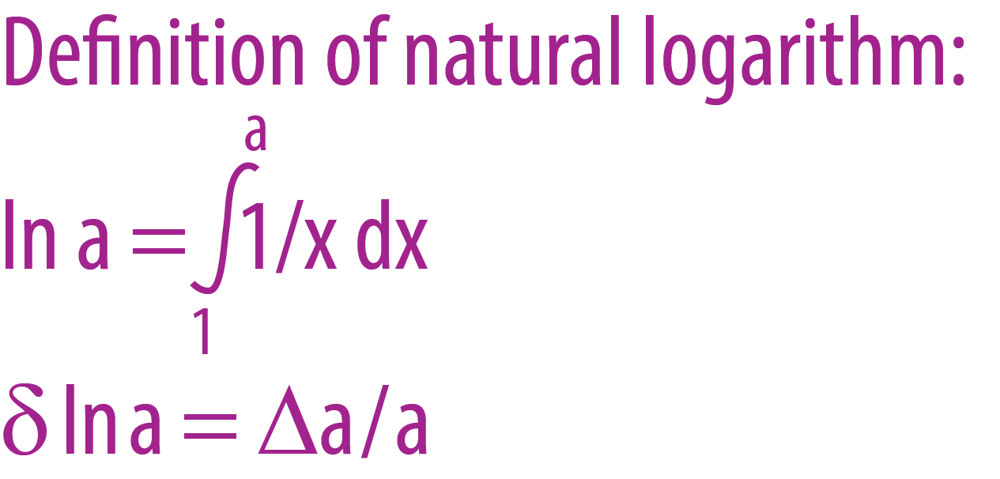 Definition of natural logarithm:
a
ln a = ∫ 1/x dx
1
δ ln a = Δa/a